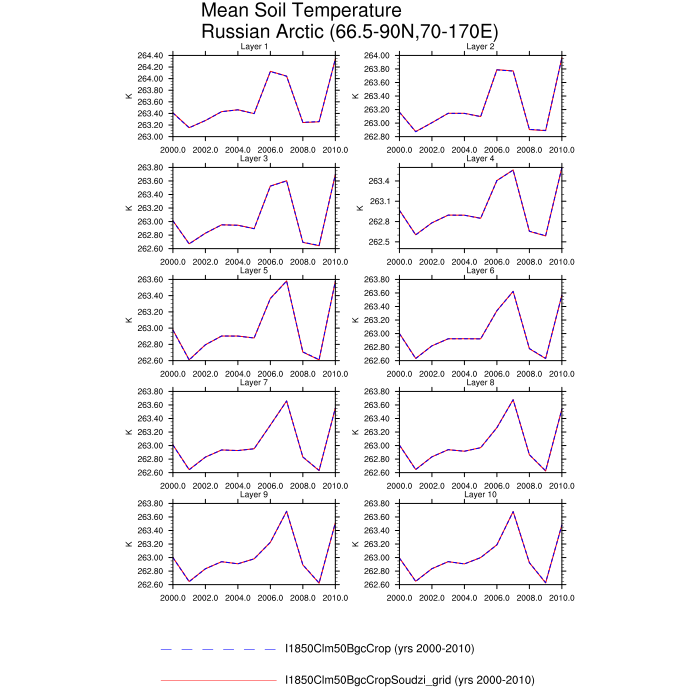 Mean Soil Temperature
Russian Arctic (66.5-90N,70-170E)
Layer 1
Layer 2
264.40
264.20
264.00
263.80
263.60
263.40
263.20
263.00
K
2000.0 2002.0 2004.0 2006.0 2008.0 2010.0
264.00
263.80
263.60
263.40
263.20
263.00
262.80
K
2000.0 2002.0 2004.0 2006.0 2008.0 2010.0
Layer 3
Layer 4
263.80
263.60
263.40
263.20
263.00
262.80
262.60
K
2000.0 2002.0 2004.0 2006.0 2008.0 2010.0
263.4
263.1
262.8
262.5
K
2000.0 2002.0 2004.0 2006.0 2008.0 2010.0
Layer 5
Layer 6
263.60
263.40
263.20
263.00
262.80
262.60
K
2000.0 2002.0 2004.0 2006.0 2008.0 2010.0
263.80
263.60
263.40
263.20
263.00
262.80
262.60
K
2000.0 2002.0 2004.0 2006.0 2008.0 2010.0
Layer 7
Layer 8
263.80
263.60
263.40
263.20
263.00
262.80
262.60
K
2000.0 2002.0 2004.0 2006.0 2008.0 2010.0
263.80
263.60
263.40
263.20
263.00
262.80
262.60
K
2000.0 2002.0 2004.0 2006.0 2008.0 2010.0
Layer 9
Layer 10
263.80
263.60
263.40
263.20
263.00
262.80
262.60
K
2000.0 2002.0 2004.0 2006.0 2008.0 2010.0
263.80
263.60
263.40
263.20
263.00
262.80
262.60
K
2000.0 2002.0 2004.0 2006.0 2008.0 2010.0
I1850Clm50BgcCrop (yrs 2000-2010)
I1850Clm50BgcCropSoudzi_grid (yrs 2000-2010)